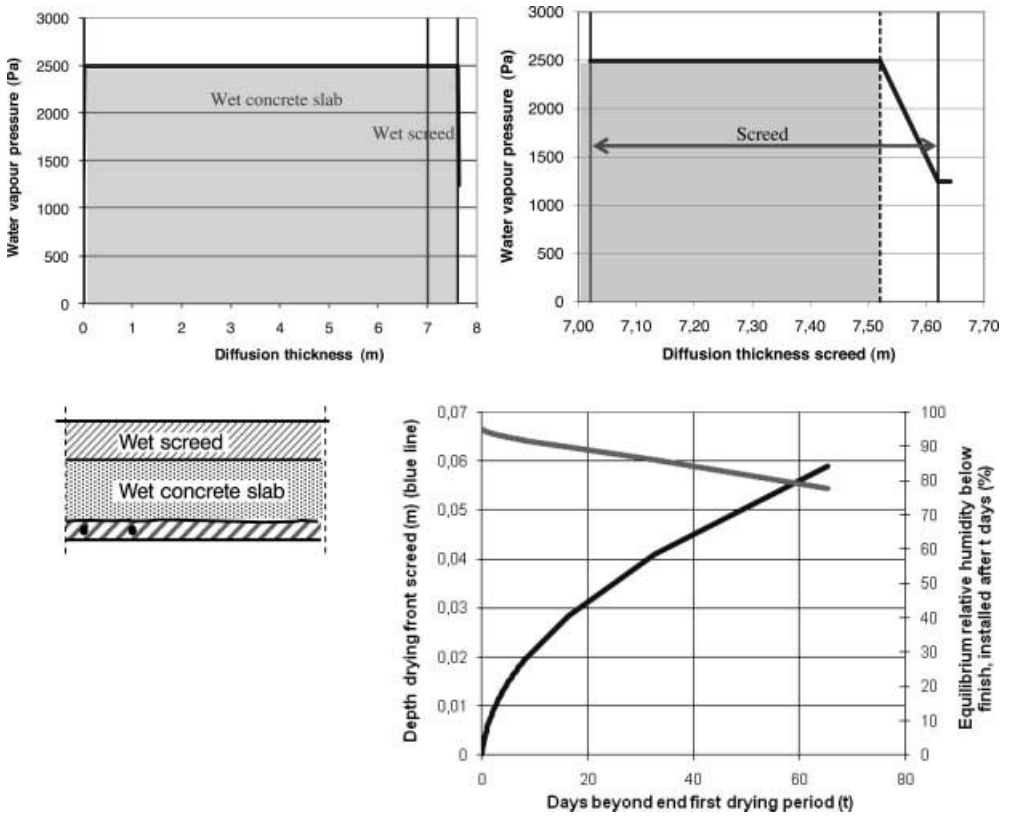 Water vapour pressure (Pa)
3000
2500
2000
1500
1000
500
0
Wet concrete slab
Wet screed
0 1 2 3 4 5 6 7 8
Diffusion thickness (m)
Water vapour pressure (Pa)
3000
2500
2000
1500
1000
500
0
Screed
7,00 7,10 7,20 7,30 7,40 7,50 7,60 7,70
Diffusion thickness screed (m)
Wet screed
Wet concrete slab
Depth drying front screed (m) (blue line)
0,07
0,06
0,05
0,04
0,03
0,02
0,01
0
0 20 40 60 80
Days beyond end first drying period (t)
100
90
80
70
60
50
40
30
20
10
0
Equilibrium relative humidity below
finish, installed after t days (%)